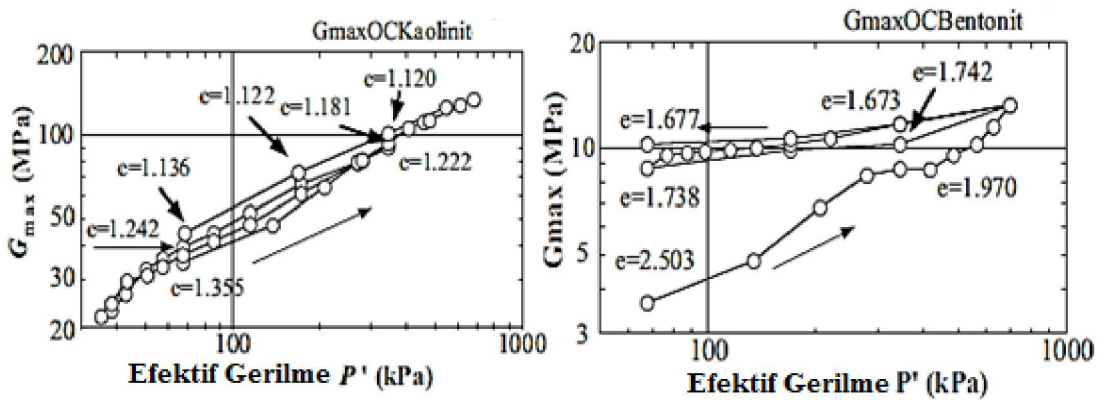 GmaxOCKaolinit
200
100
50
30
20
Gmax (MPa)
e=1.120
e=1.122
e=1.181
e=1.136
e=1.222
e=1.242
e=1.355
100
1000
Efektif Gerilme P' (kPa)
GmaxOCBentonit
20
10
5
3
Gmax (MPa)
e=1.742
e=1.673
e=1.677
e=1.738
e=1.970
e=2.503
100
1000
Efektif Gerilme P' (kPa)